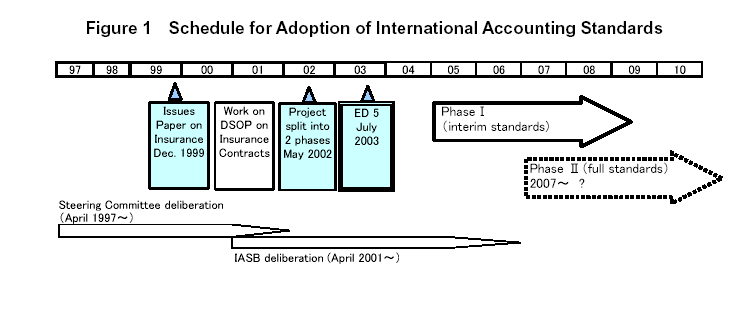 Figure 1　Schedule for Adoption of International Accounting Standards
97 98 99 00 01 02 03 04 05 06 07 08 09 10
Issues
Paper on
Insurance
Dec. 1999
Work on
DSOP on
Insurance
Contracts
Project
split into
2 phases
May 2002
ED 5
July
2003
Phase Ⅰ
(interim standards)
Phase Ⅱ (full standards)
2007～ ?
Steering Committee deliberation
(April 1997～)
IASB deliberation (April 2001～)